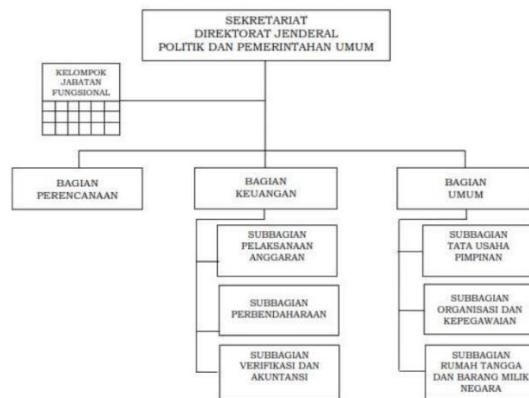 SEKRETARIAT
DIREKTORAT JENDERAL
POLITIK DAN PEMERINTAHAN UMUM
KELOMPOK
JABATAN
FUNGSIONAL
BAGIAN
PERENCANAAN
BAGIAN
KEUANGAN
BAGIAN
UMUM
SUBBAGIAN
PELAKSANAAN
ANGGARAN
SUBBAGIAN
TATA USAHA
PIMPINAN
SUBBAGIAN
PERBENDAHARAAN
SUBBAGIAN
ORGANISASI DAN
KEPEGAWAIAN
SUBBAGIAN
VERIFIKASI DAN
AKUNTANSI
SUBBAGIAN
RUMAH TANGGA
DAN BARANG MILIK
NEGARA